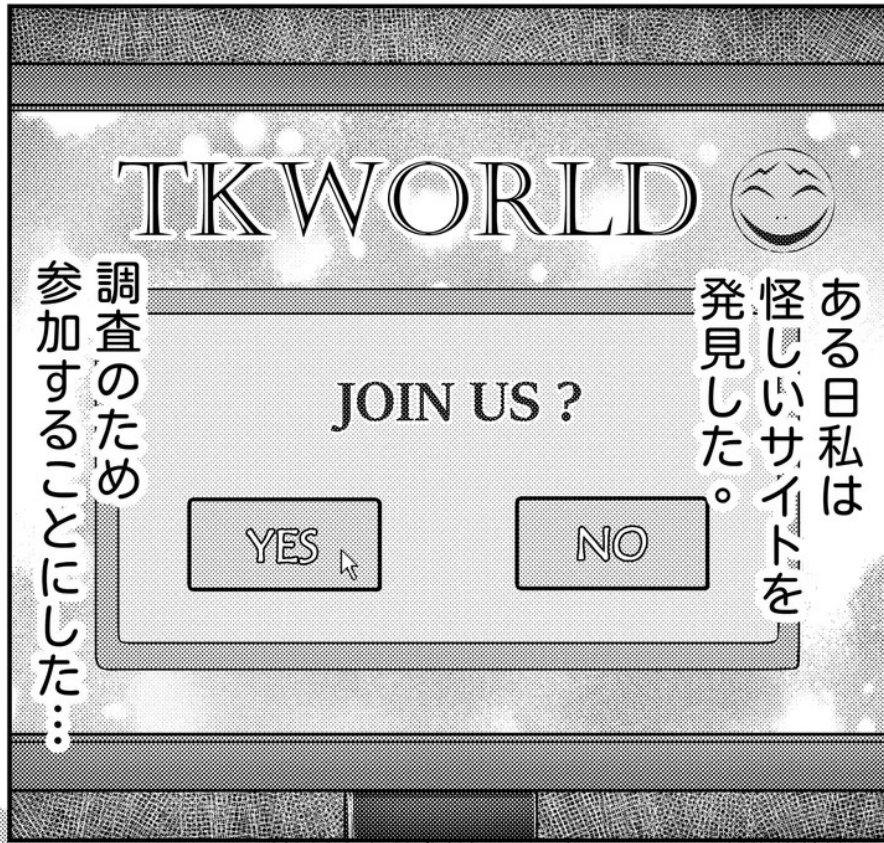 TKWORLD
ある日私は
怪しいサイトを
発見した。
JOIN US ?
YES
NO
調査のため
参加することにした…